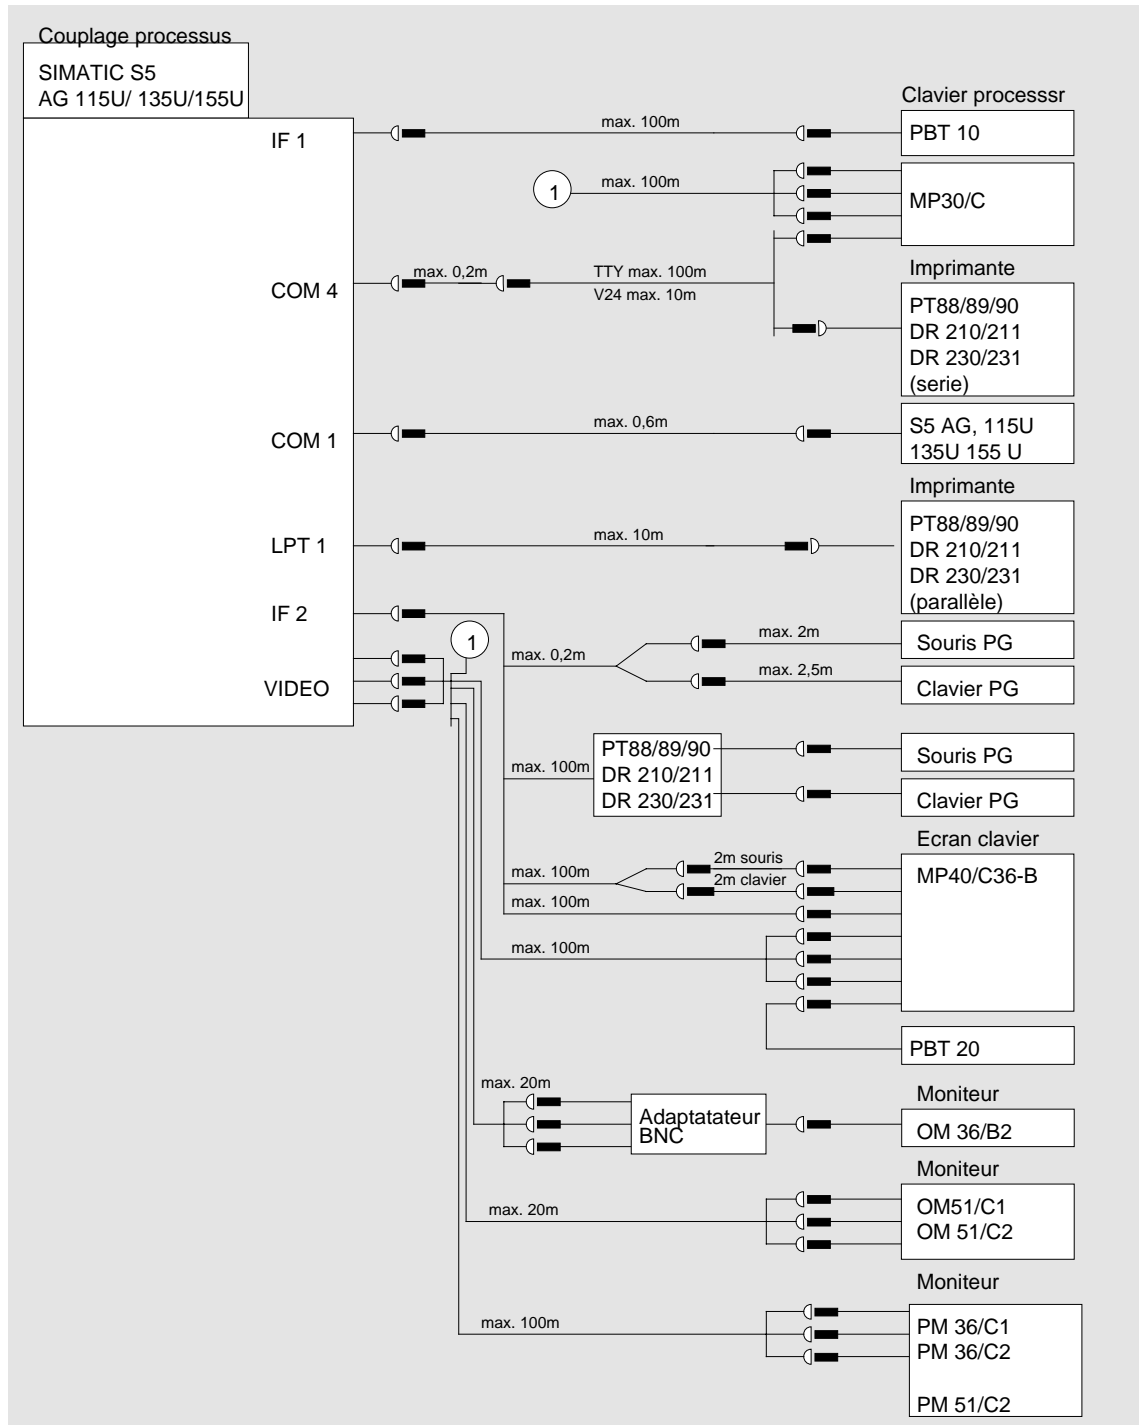 Couplage processus
SIMATIC S5
AG 115U/ 135U/155U
Clavier processsr
IF 1
max. 100m
PBT 10
1
max. 100m
MP30/C
Imprimante
COM 4
max. 0,2m
TTY max. 100m
V24 max. 10m
PT88/89/90
DR 210/211
DR 230/231
(serie)
COM 1
max. 0,6m
S5 AG, 115U
135U 155 U
Imprimante
LPT 1
max. 10m
PT88/89/90
DR 210/211
DR 230/231
(parallèle)
IF 2
1
max. 0,2m
max. 2m
Souris PG
max. 2,5m
Clavier PG
VIDEO
max. 100m
PT88/89/90
DR 210/211
DR 230/231
Souris PG
Clavier PG
Ecran clavier
max. 100m
2m souris
2m clavier
MP40/C36-B
max. 100m
max. 100m
PBT 20
max. 20m
Adaptatateur
BNC
Moniteur
OM 36/B2
Moniteur
max. 20m
OM51/C1
OM 51/C2
Moniteur
max. 100m
PM 36/C1
PM 36/C2
PM 51/C2